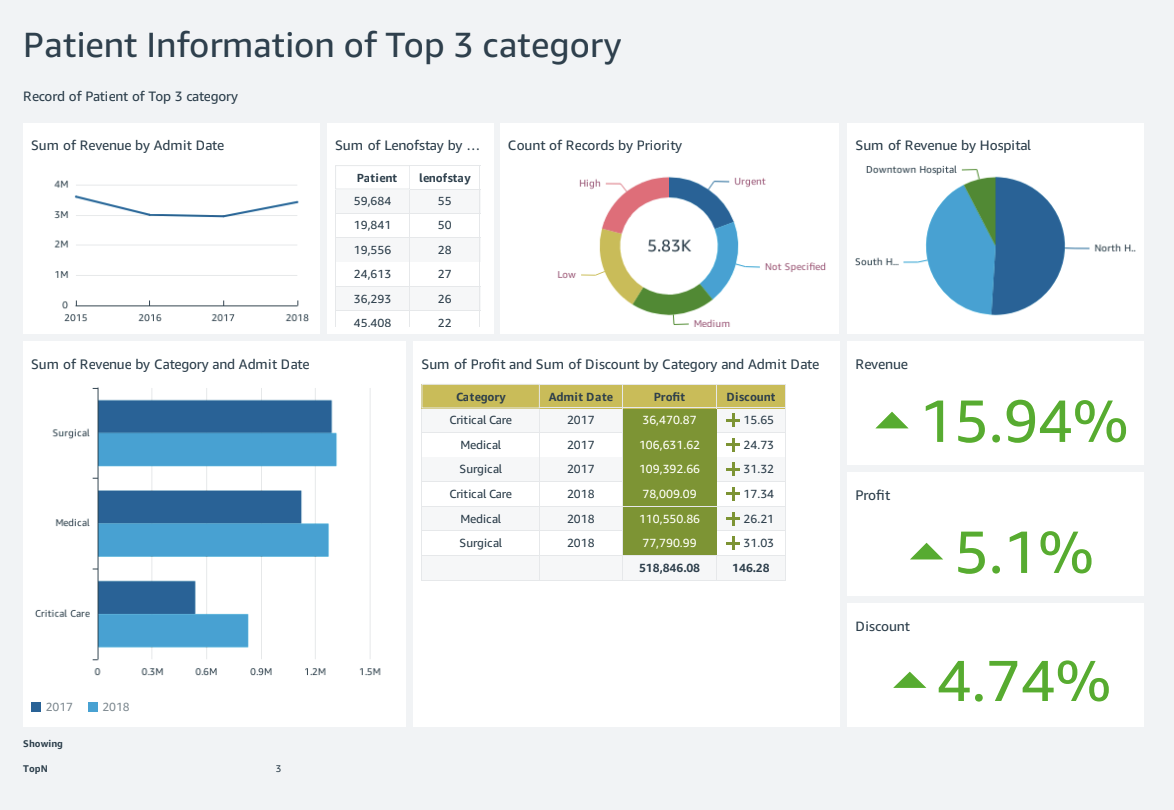 Patient Information of Top 3 category
Record of Patient of Top 3 category
Sum of Revenue by Admit Date
4M
3M
2M
1M
0
2015 2016 2017 2018
Sum of Lenofstay by ...
Patient lenofstay
59,684 55
19,841 50
19,556 28
24,613 27
36,293 26
45,408 22
Count of Records by Priority
High
Urgent
5.83K
Not Specified
Low
Medium
Sum of Revenue by Hospital
Downtown Hospital
North H..
South H...
Sum of Revenue by Category and Admit Date
Surgical
Medical
Critical Care
0 0.3M 0.6M 0.9M 1.2M 1.5M
2017 2018
Sum of Profit and Sum of Discount by Category and Admit Date
Category Admit Date Profit Discount
Critical Care 2017 36,470.87 15.65
Medical 2017 106,631.62 24.73
Surgical 2017 109,392.66 31.32
Critical Care 2018 78,009.09 17.34
Medical 2018 110,550.86 26.21
Surgical 2018 77,790.99 31.03
518,846.08 146.28
Revenue
15.94%
Profit
5.1%
Discount
4.74%
Showing
TopN 3